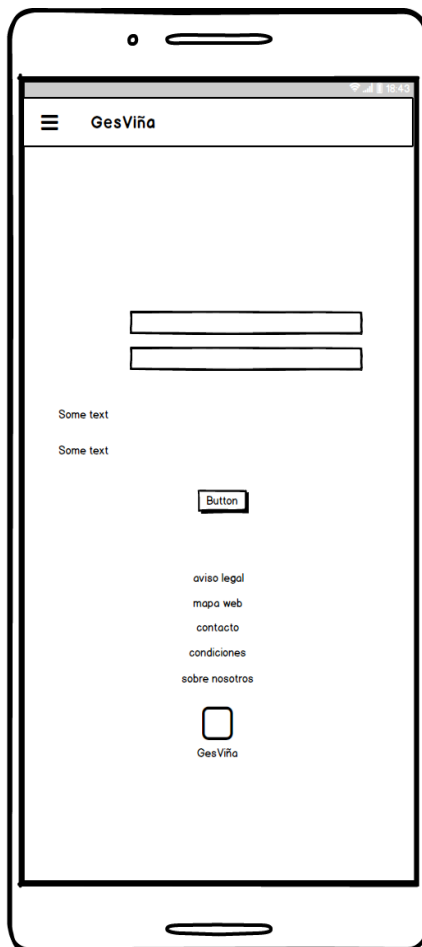 18:43
GesViña
Some text
Some text
Button
aviso legal
mapa web
contacto
condiciones
sobre nosotros
GesViña